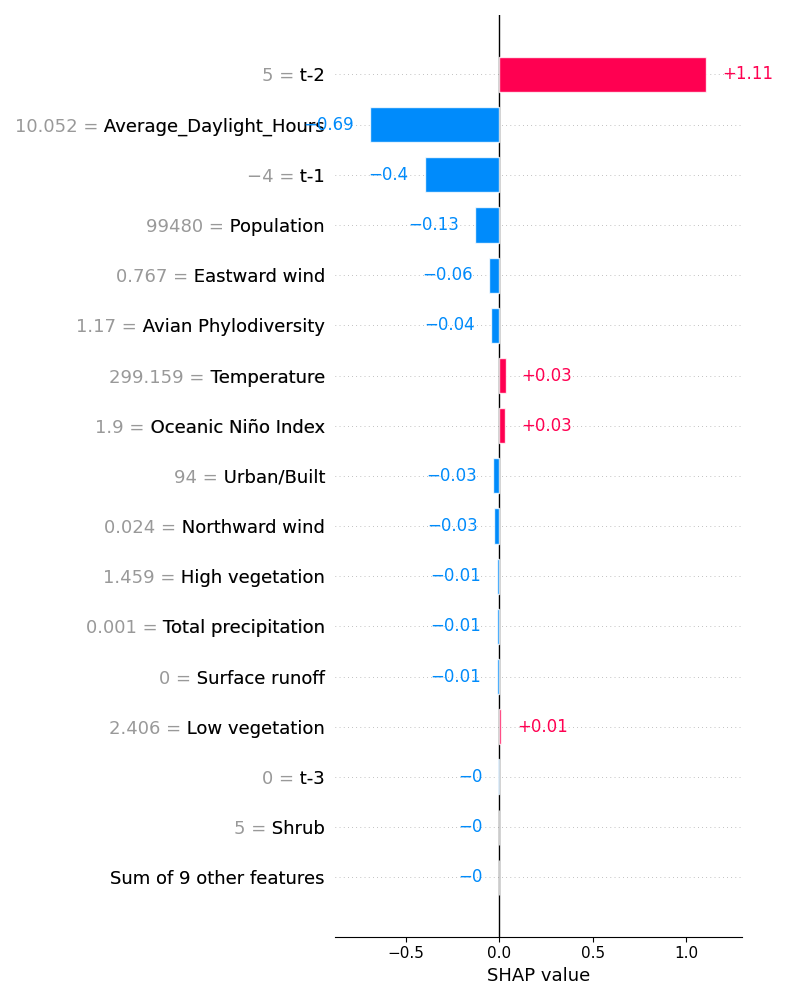 5 = t-2 +1.11
10.052 = Average_Daylight_Hours −0.69
−4 = t-1 −0.4
99480 = Population −0.13
0.767 = Eastward wind −0.06
1.17 = Avian Phylodiversity −0.04
299.159 = Temperature +0.03
1.9 = Oceanic Niño Index +0.03
94 = Urban/Built −0.03
0.024 = Northward wind −0.03
1.459 = High vegetation −0.01
0.001 = Total precipitation −0.01
0 = Surface runoff −0.01
2.406 = Low vegetation +0.01
0 = t-3 −0
5 = Shrub −0
Sum of 9 other features −0
−0.5 0.0 0.5 1.0
SHAP value